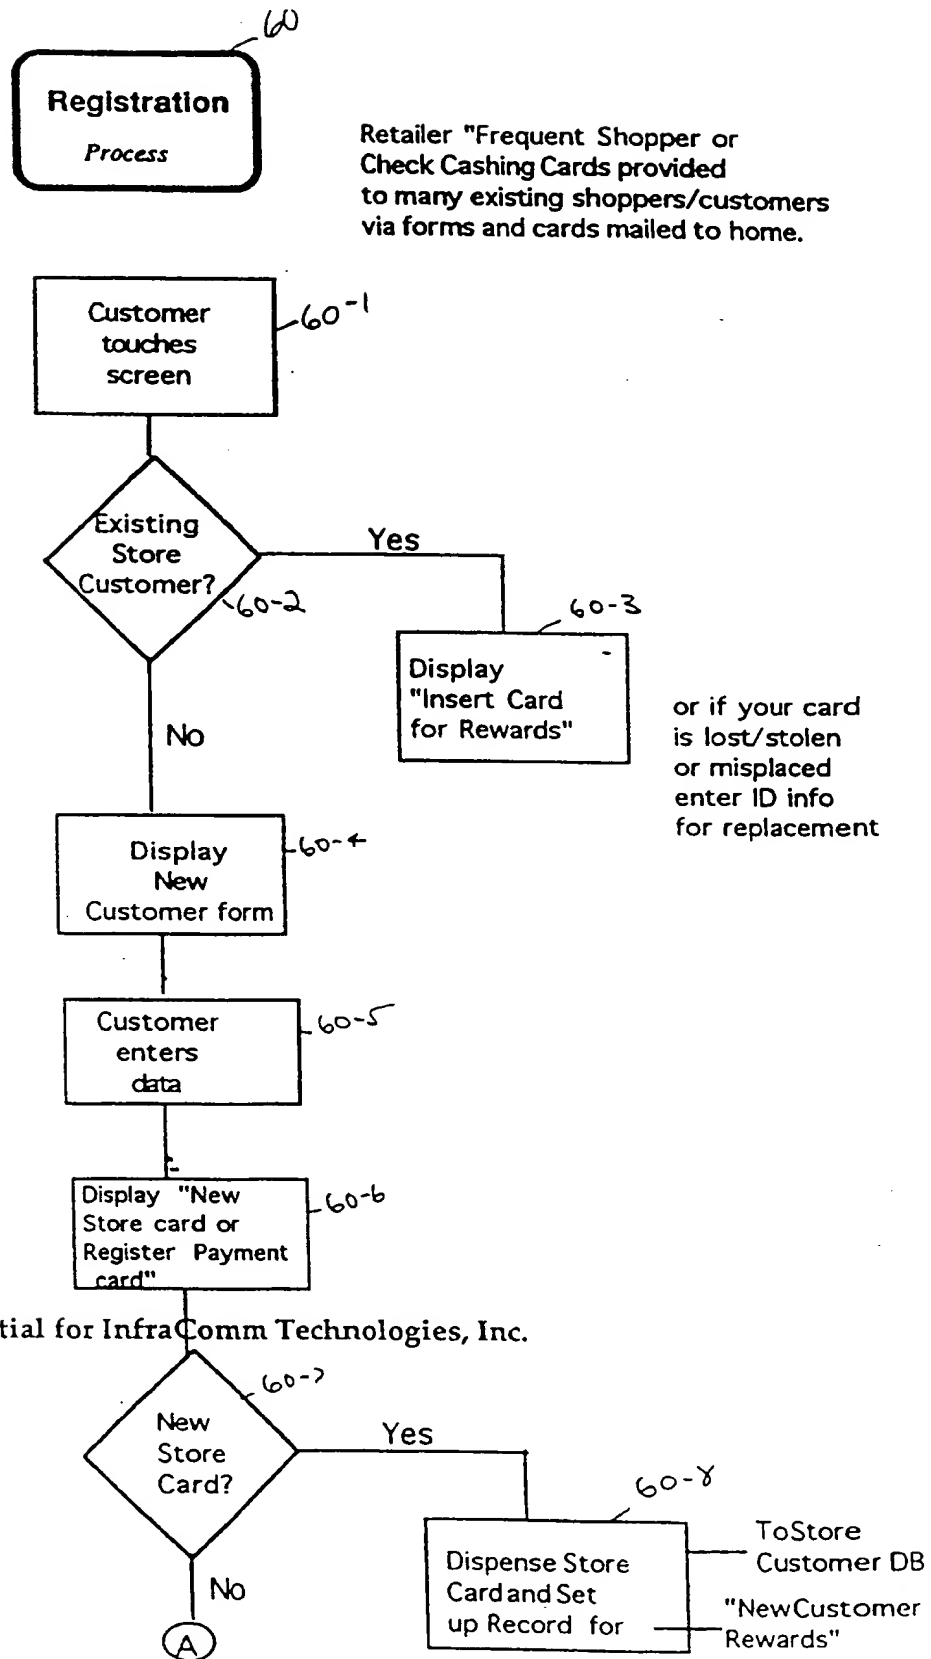 60
Registration
Process
Retailer "Frequent Shopper or
Check Cashing Cards provided
to many existing shoppers/customers
via forms and cards mailed to home.
Customer
touches
screen
60-1
Existing
Store
Customer?
60-2
Yes
60-3
Display
"Insert Card
for Rewards"
or if your card
is lost/stolen
or misplaced
enter ID info
for replacement
No
Display
New
Customer form
60-4
Customer
enters
data
60-5
Display "New
Store card or
Register Payment
card"
60-6
tial for InfraComm Technologies, Inc.
60-7
New
Store
Card?
Yes
60-8
Dispense Store
Card and Set
up Record for
To Store
Customer DB
"New Customer
Rewards"
No
A